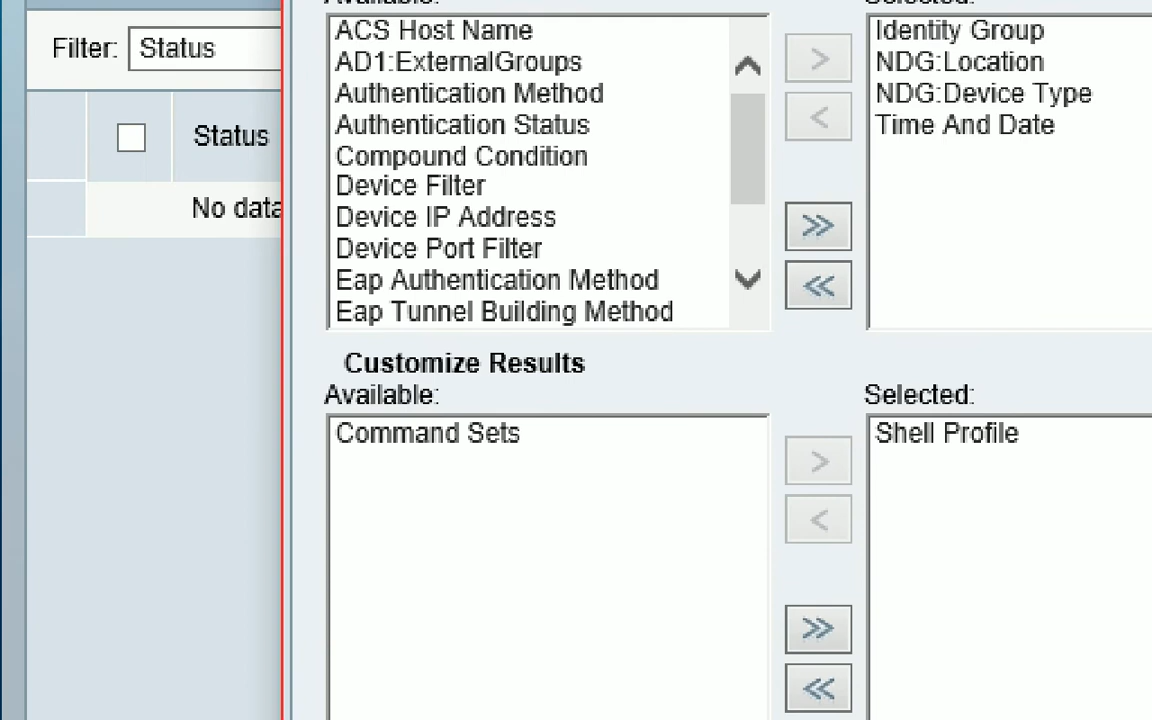 Available:
Selected:
Filter: Status
Status
No data
ACS Host Name
AD1:ExternalGroups
Authentication Method
Authentication Status
Compound Condition
Device Filter
Device IP Address
Device Port Filter
Eap Authentication Method
Eap Tunnel Building Method
>
<
>>
<<
Identity Group
NDG:Location
NDG:Device Type
Time And Date
Customize Results
Available:
Command Sets
>
<
>>
<<
Selected:
Shell Profile